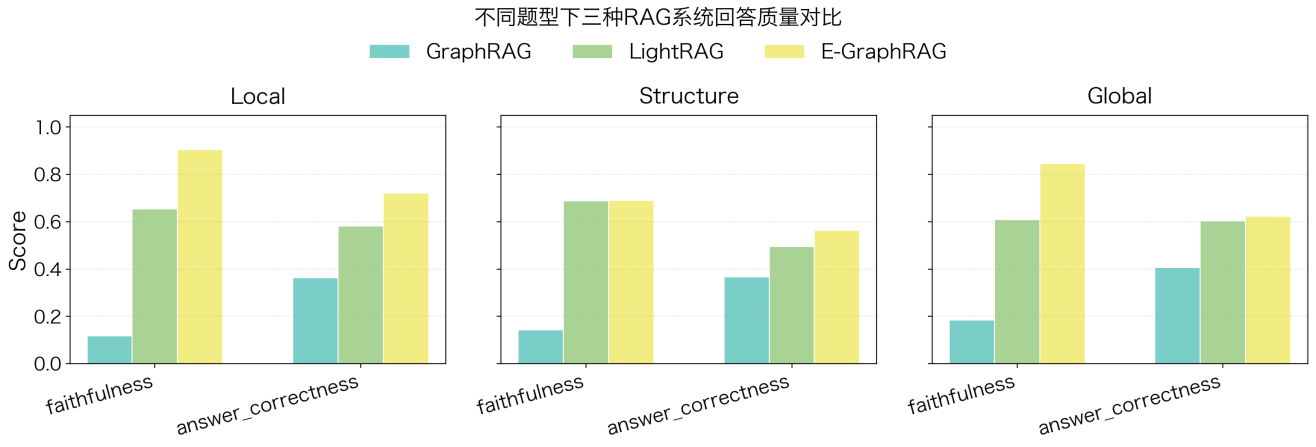 不同题型下三种RAG系统回答质量对比
GraphRAG LightRAG E-GraphRAG
Local Structure Global
Score
1.0
0.8
0.6
0.4
0.2
0.0
faithfulness answer_correctness faithfulness answer_correctness faithfulness answer_correctness